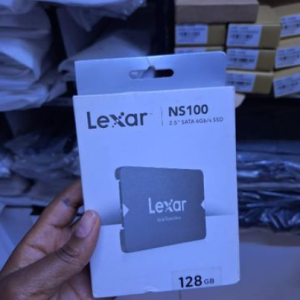 Lexar
NS100
2.5" SATA 6Gb/s SSD
Lexar
128 GB